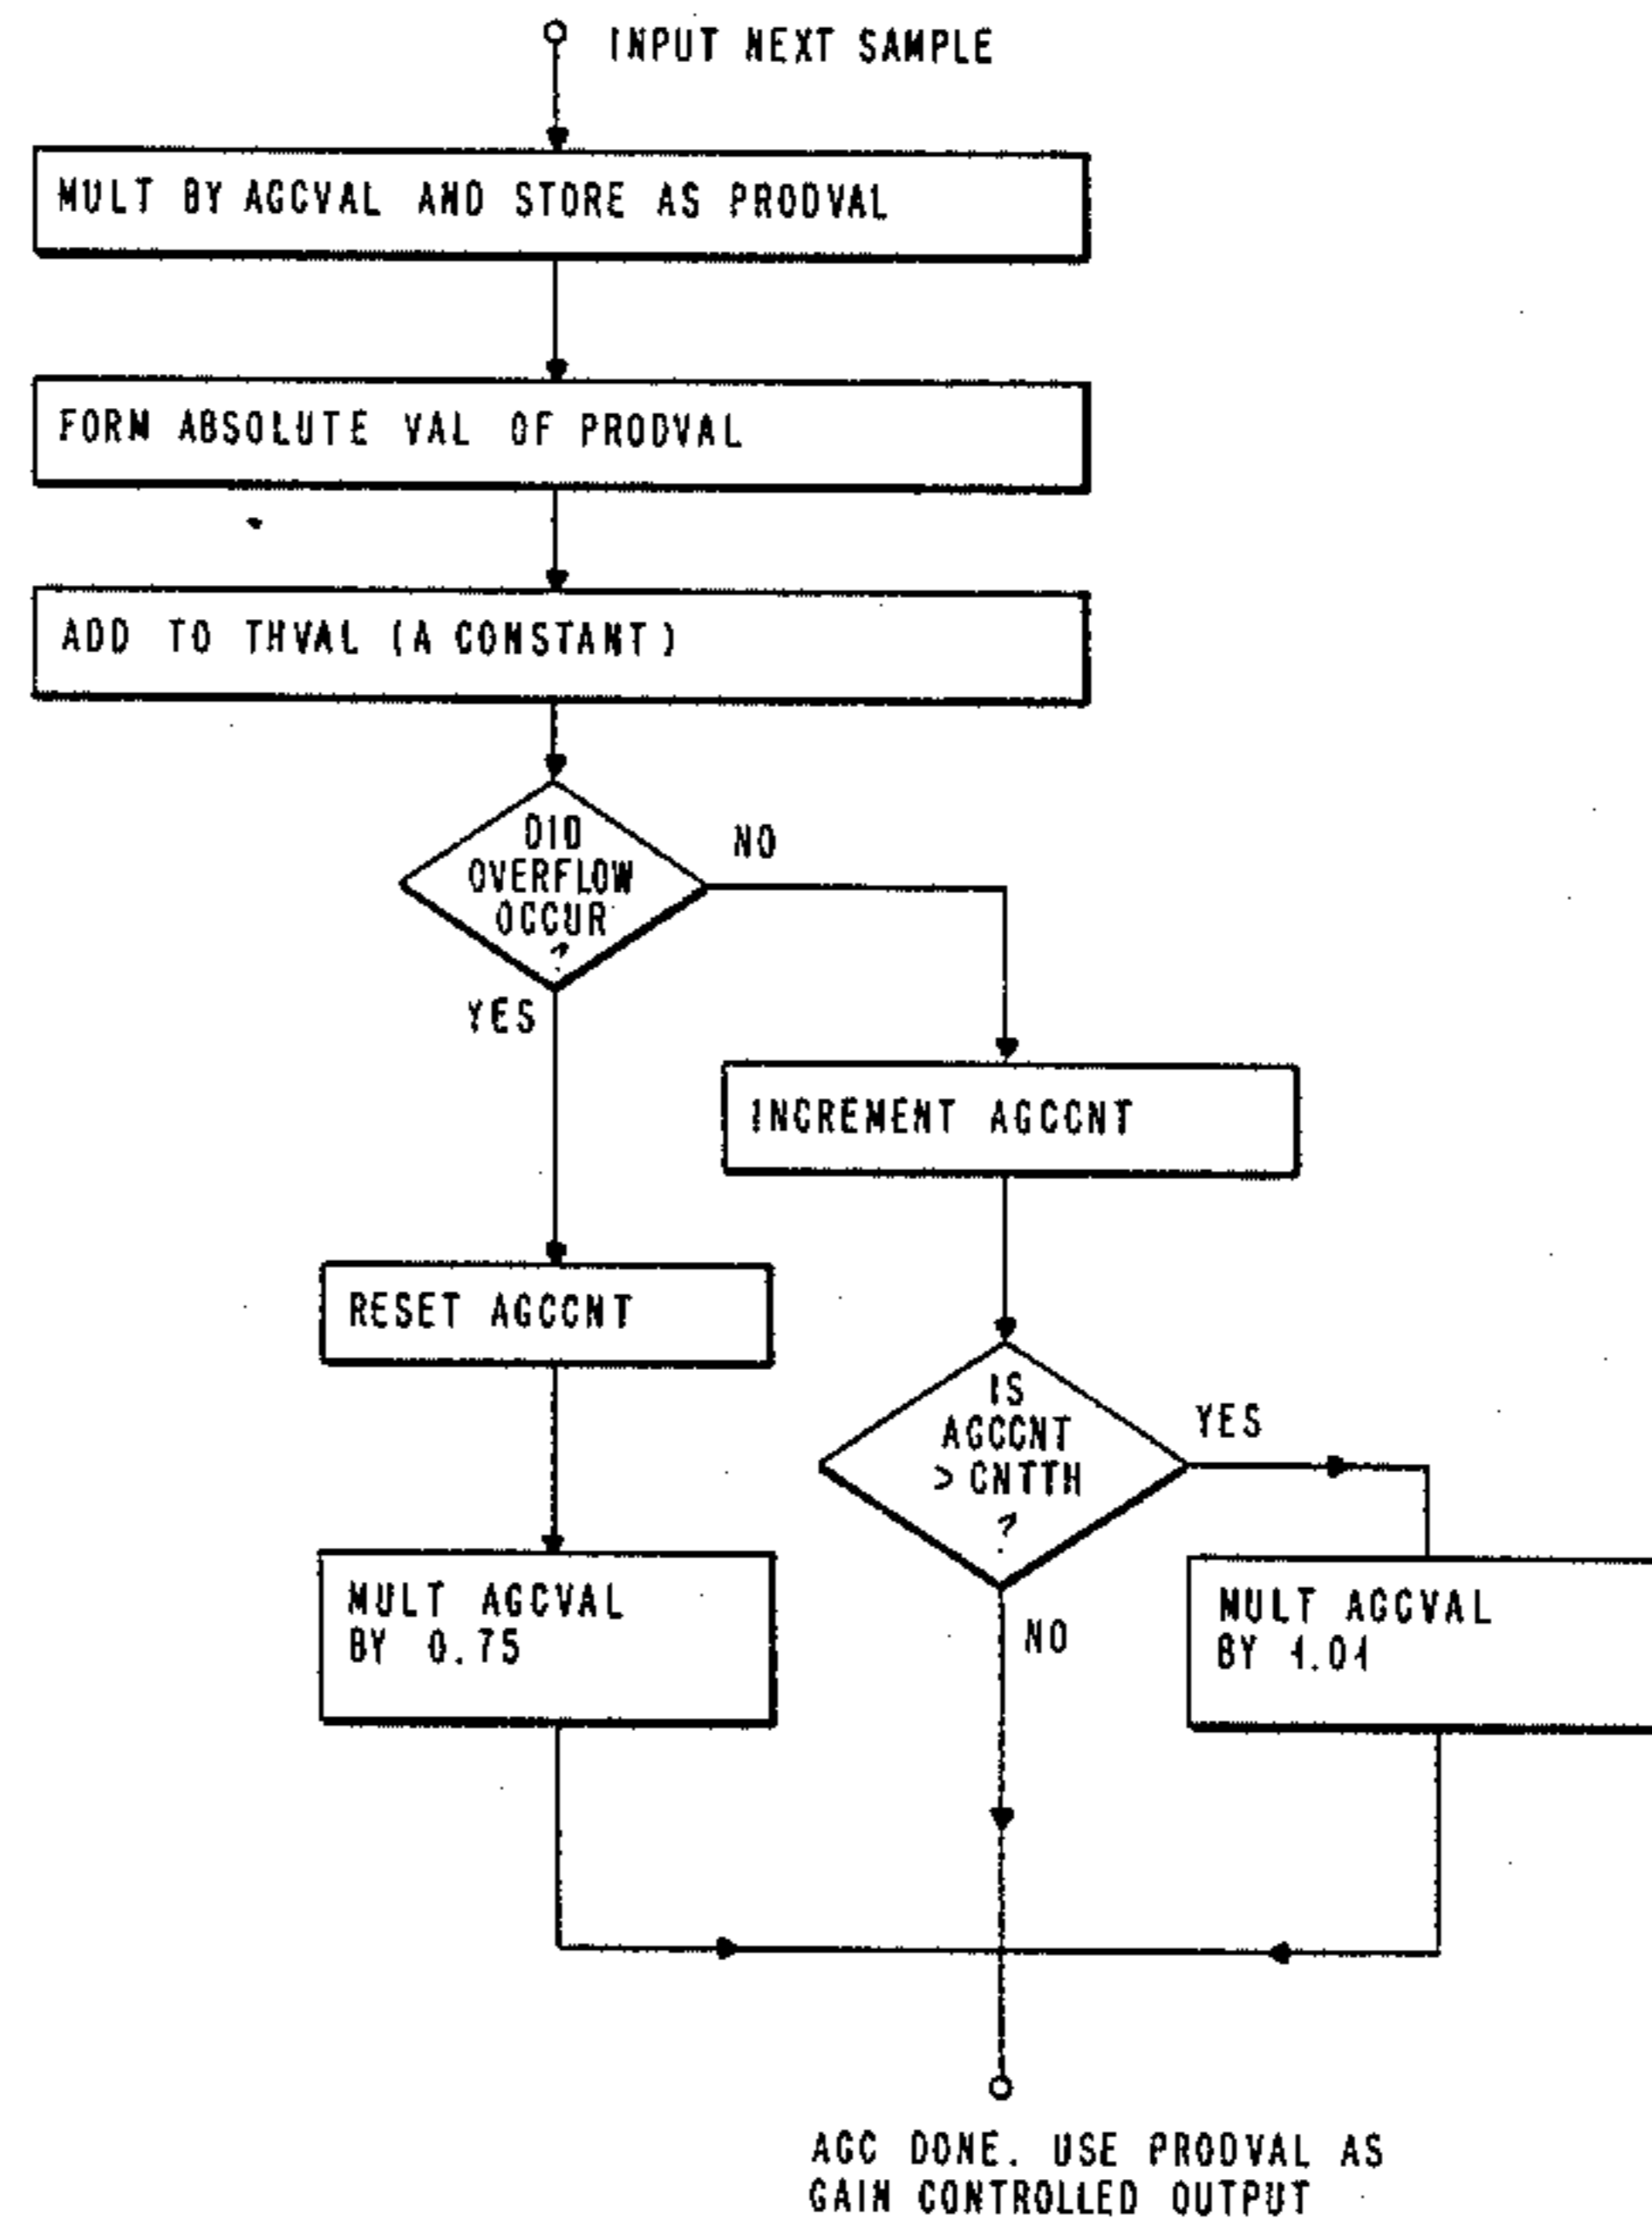 INPUT NEXT SAMPLE
MULT BY AGCVAL AND STORE AS PRODVAL
FORM ABSOLUTE VAL OF PRODVAL
ADD TO THVAL (A CONSTANT)
DID
OVERFLOW
OCCUR
?
NO
YES
INCREMENT AGCCNT
RESET AGCCNT
IS
AGCCNT
> CNTTH
?
YES
NO
MULT AGCVAL
BY 0.75
MULT AGCVAL
BY 1.01
AGC DONE. USE PRODVAL AS
GAIN CONTROLLED OUTPUT